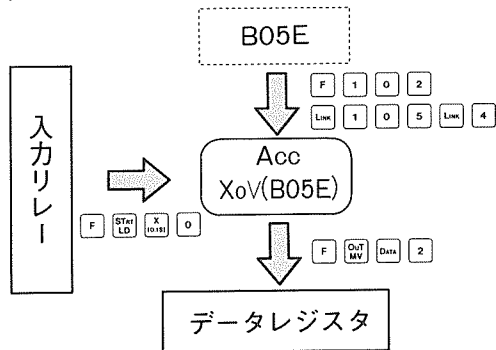 B05E
F 1 0 2
LINK 1 0 5 LINK 4
入力リレー
Acc
XoV(B05E)
F STRT LD X (0.1S) 0
F OUT MV DATA 2
データレジスタ